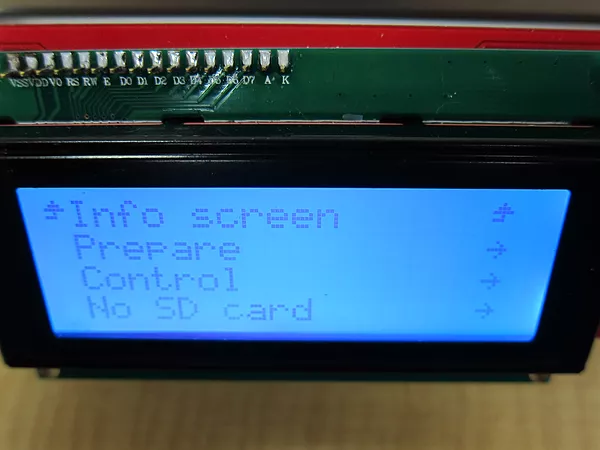 VSS VDD V0 RS RW E D0 D1 D2 D3 D4 D5 D6 D7 A K
Info screen
Prepare →
Control →
No SD card →